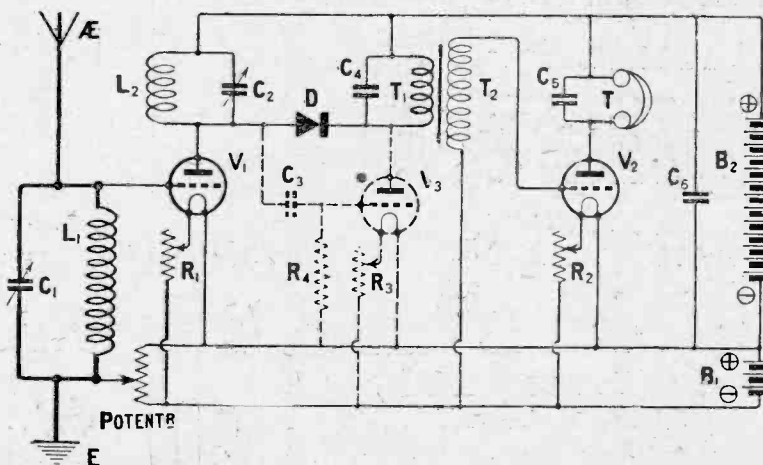 Æ
L₂
C₂
D
C₄
T₁
T₂
C₅
T
V₁
C₃
V₃
V₂
C₆
B₂
L₁
C₁
R₁
R₄
R₃
R₂
B₁
POTENTR
E